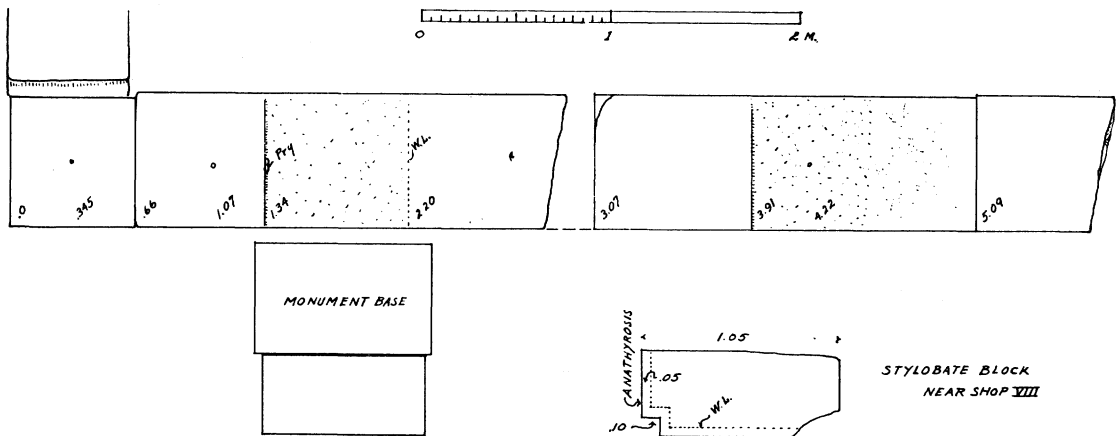 0 1 2 M.
.0 .345 .66 1.07 2 Pry 1.34 W.L. 2.20 3.07 3.91 4.22 5.09
MONUMENT BASE
ANATHYROSIS
1.05
.05
.10
W.L.
STYLOBATE BLOCK
NEAR SHOP VIII